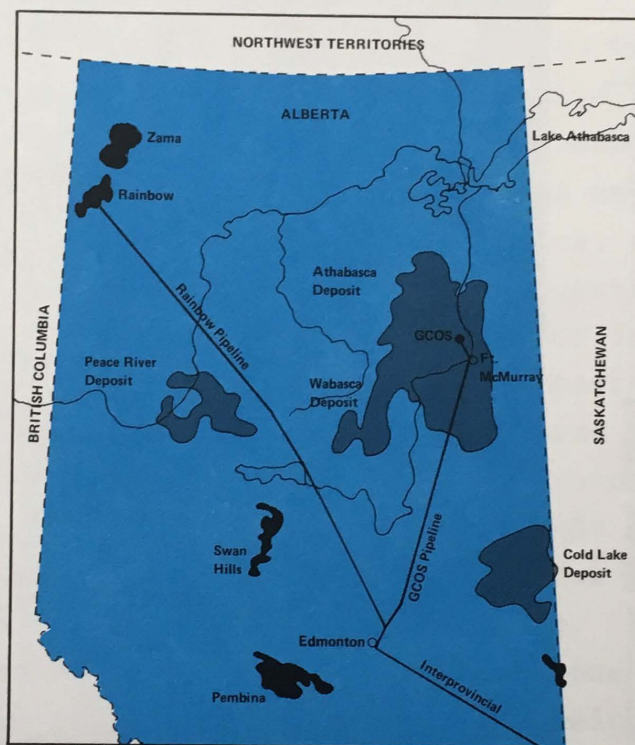 NORTHWEST TERRITORIES
ALBERTA
Zama
Lake Athabasca
Rainbow
Athabasca
Deposit
Rainbow Pipeline
GCOS
BRITISH COLUMBIA
Peace River
Deposit
Ft.
McMurray
Wabasca
Deposit
SASKATCHEWAN
GCOS Pipeline
Swan
Hills
Cold Lake
Deposit
Edmonton
Interprovincial
Pembina